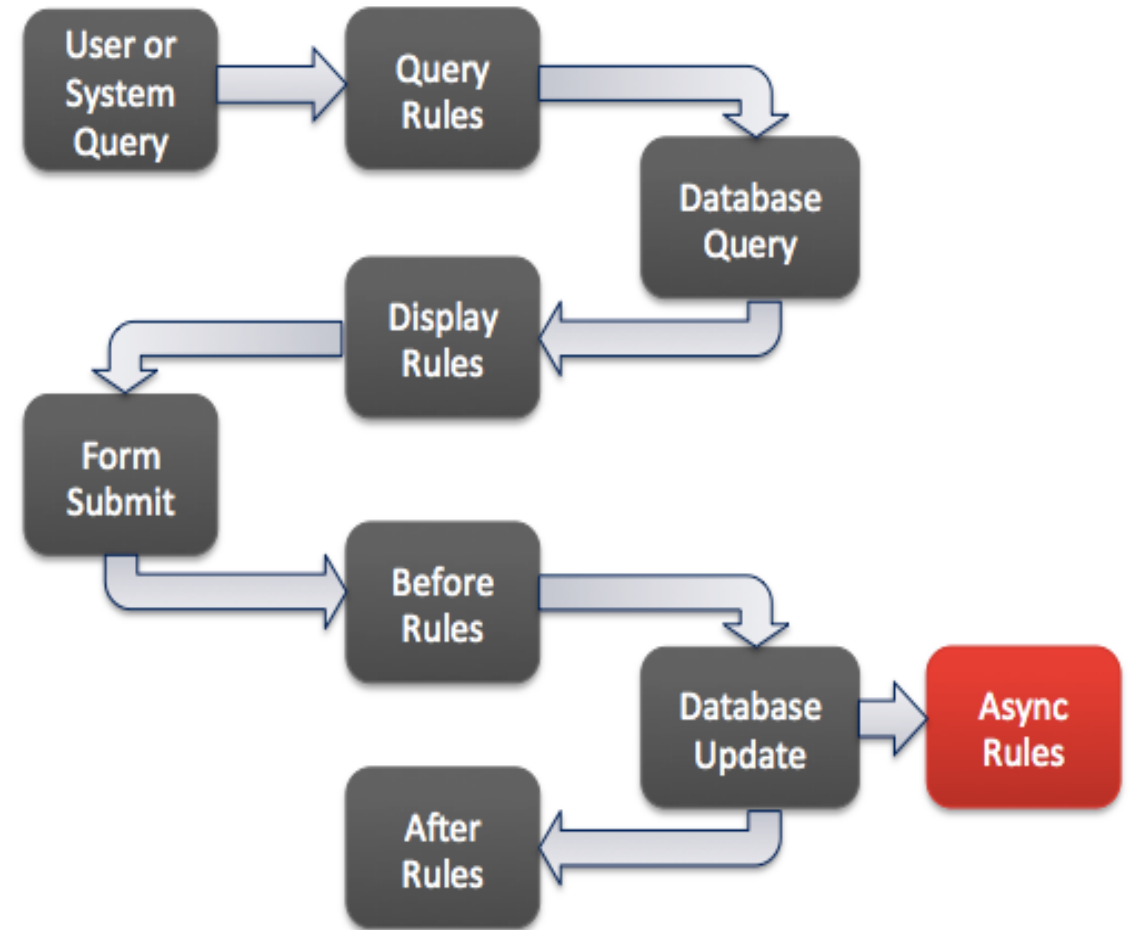 User or
System
Query
Query
Rules
Database
Query
Display
Rules
Form
Submit
Before
Rules
Database
Update
Async
Rules
After
Rules